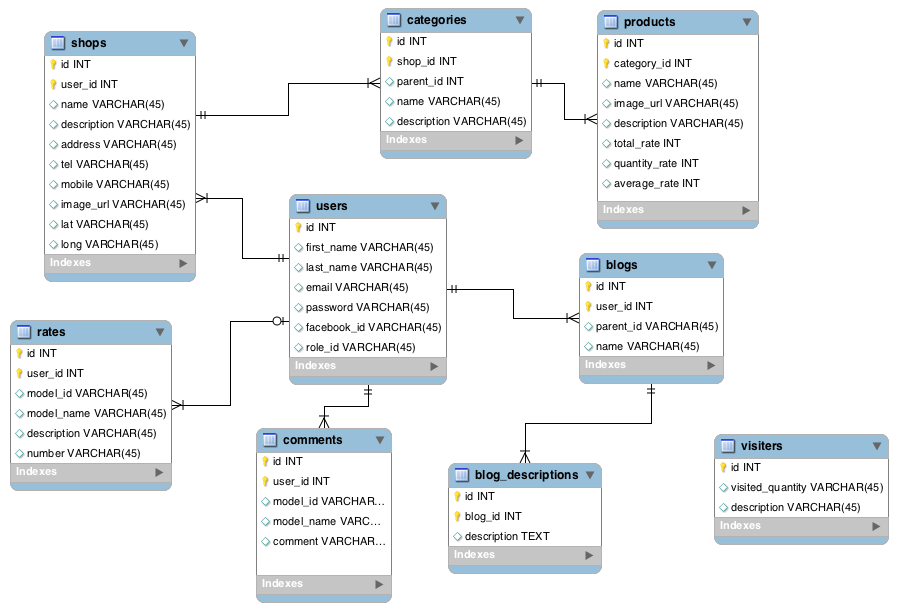 shops
id INT
user_id INT
name VARCHAR(45)
description VARCHAR(45)
address VARCHAR(45)
tel VARCHAR(45)
mobile VARCHAR(45)
image_url VARCHAR(45)
lat VARCHAR(45)
long VARCHAR(45)
Indexes
categories
id INT
shop_id INT
parent_id INT
name VARCHAR(45)
description VARCHAR(45)
Indexes
products
id INT
category_id INT
name VARCHAR(45)
image_url VARCHAR(45)
description VARCHAR(45)
total_rate INT
quantity_rate INT
average_rate INT
Indexes
users
id INT
first_name VARCHAR(45)
last_name VARCHAR(45)
email VARCHAR(45)
password VARCHAR(45)
facebook_id VARCHAR(45)
role_id VARCHAR(45)
Indexes
blogs
id INT
user_id INT
parent_id VARCHAR(45)
name VARCHAR(45)
Indexes
rates
id INT
user_id INT
model_id VARCHAR(45)
model_name VARCHAR(45)
description VARCHAR(45)
number VARCHAR(45)
Indexes
comments
id INT
user_id INT
model_id VARCHAR...
model_name VARC...
comment VARCHAR...
Indexes
blog_descriptions
id INT
blog_id INT
description TEXT
Indexes
visiters
id INT
visited_quantity VARCHAR(45)
description VARCHAR(45)
Indexes